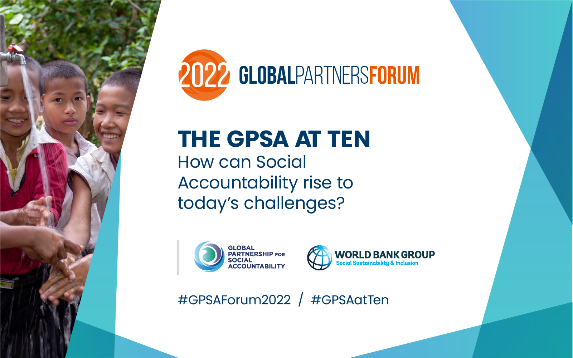 2022 GLOBALPARTNERSFORUM
THE GPSA AT TEN
How can Social
Accountability rise to
today's challenges?
GLOBAL
PARTNERSHIP FOR
SOCIAL
ACCOUNTABILITY
WORLD BANK GROUP
Social Sustainability & Inclusion
#GPSAForum2022 / #GPSAatTen